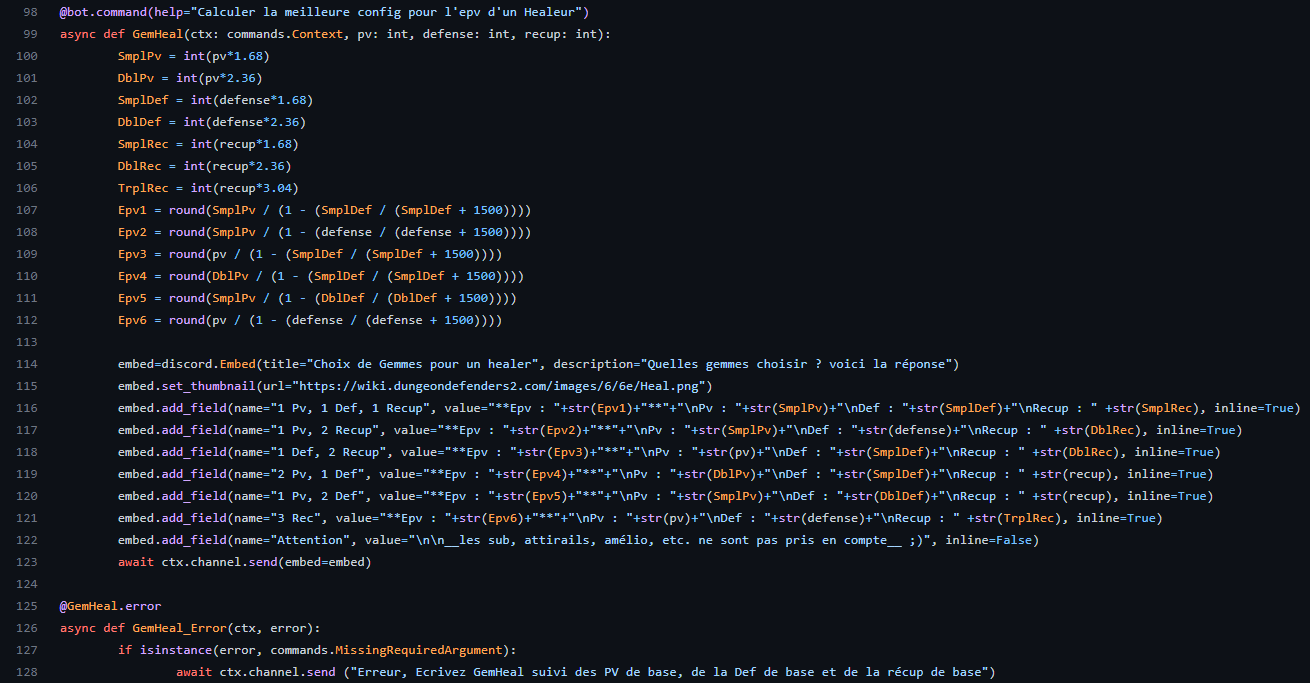 98 @bot.command(help="Calculer la meilleure config pour l'epv d'un Healeur")
99 async def GemHeal(ctx: commands.Context, pv: int, defense: int, recup: int):
100 SmplPv = int(pv*1.68)
101 DblPv = int(pv*2.36)
102 SmplDef = int(defense*1.68)
103 DblDef = int(defense*2.36)
104 SmplRec = int(recup*1.68)
105 DblRec = int(recup*2.36)
106 TrplRec = int(recup*3.04)
107 Epv1 = round(SmplPv / (1 - (SmplDef / (SmplDef + 1500))))
108 Epv2 = round(SmplPv / (1 - (defense / (defense + 1500))))
109 Epv3 = round(pv / (1 - (SmplDef / (SmplDef + 1500))))
110 Epv4 = round(DblPv / (1 - (SmplDef / (SmplDef + 1500))))
111 Epv5 = round(SmplPv / (1 - (DblDef / (DblDef + 1500))))
112 Epv6 = round(pv / (1 - (defense / (defense + 1500))))
113
114 embed=discord.Embed(title="Choix de Gemmes pour un healer", description="Quelles gemmes choisir ? voici la réponse")
115 embed.set_thumbnail(url="https://wiki.dungeondefenders2.com/images/6/6e/Heal.png")
116 embed.add_field(name="1 Pv, 1 Def, 1 Recup", value="**Epv : "+str(Epv1)+"**"+"\nPv : "+str(SmplPv)+"\nDef : "+str(SmplDef)+"\nRecup : " +str(SmplRec), inline=True)
117 embed.add_field(name="1 Pv, 2 Recup", value="**Epv : "+str(Epv2)+"**"+"\nPv : "+str(SmplPv)+"\nDef : "+str(defense)+"\nRecup : " +str(DblRec), inline=True)
118 embed.add_field(name="1 Def, 2 Recup", value="**Epv : "+str(Epv3)+"**"+"\nPv : "+str(pv)+"\nDef : "+str(SmplDef)+"\nRecup : " +str(DblRec), inline=True)
119 embed.add_field(name="2 Pv, 1 Def", value="**Epv : "+str(Epv4)+"**"+"\nPv : "+str(DblPv)+"\nDef : "+str(SmplDef)+"\nRecup : " +str(recup), inline=True)
120 embed.add_field(name="1 Pv, 2 Def", value="**Epv : "+str(Epv5)+"**"+"\nPv : "+str(SmplPv)+"\nDef : "+str(DblDef)+"\nRecup : " +str(recup), inline=True)
121 embed.add_field(name="3 Rec", value="**Epv : "+str(Epv6)+"**"+"\nPv : "+str(pv)+"\nDef : "+str(defense)+"\nRecup : " +str(TrplRec), inline=True)
122 embed.add_field(name="Attention", value="\n\n__les sub, attirails, amélio, etc. ne sont pas pris en compte__ ;)", inline=False)
123 await ctx.channel.send(embed=embed)
124
125 @GemHeal.error
126 async def GemHeal_Error(ctx, error):
127 if isinstance(error, commands.MissingRequiredArgument):
128 await ctx.channel.send ("Erreur, Ecrivez GemHeal suivi des PV de base, de la Def de base et de la récup de base")